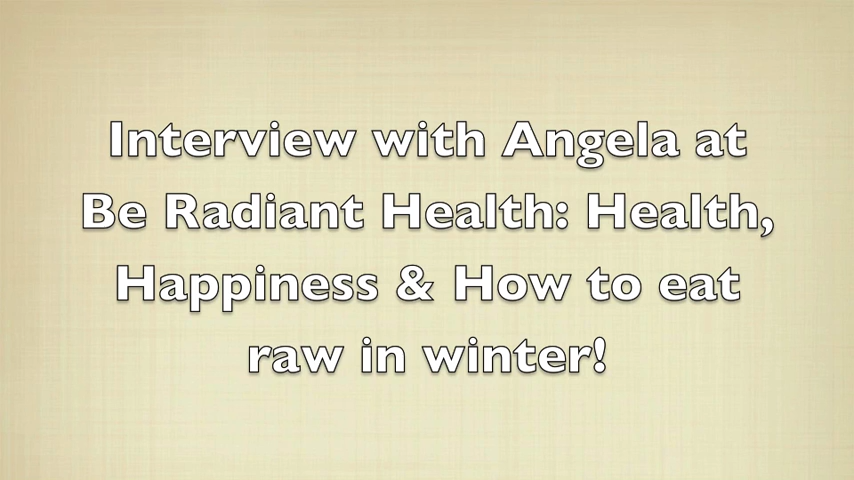 Interview with Angela at
Be Radiant Health: Health,
Happiness & How to eat
raw in winter!